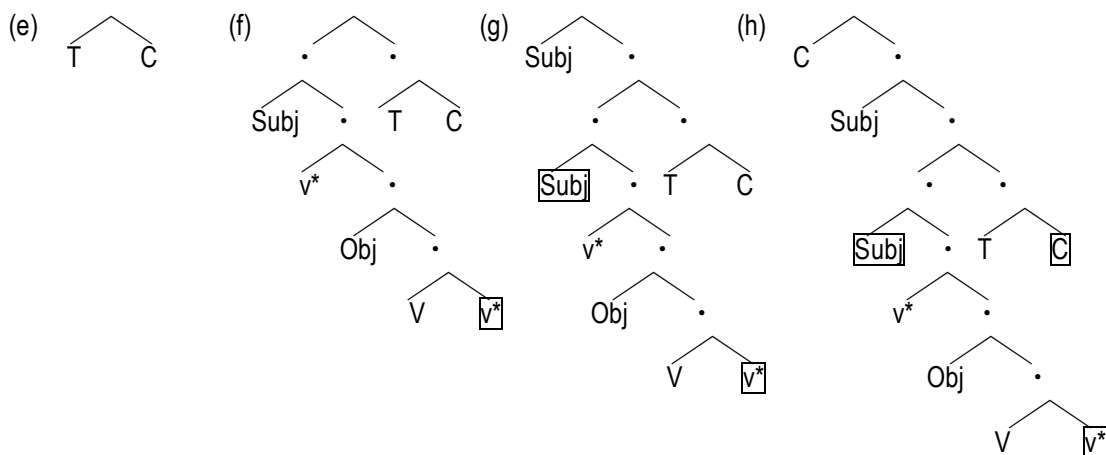 (e) (f) (g) (h)
T C Subj C
Subj T C Subj
v* Subj T C
Obj v* Subj T C
V v* Obj v*
V v* Obj
V v*